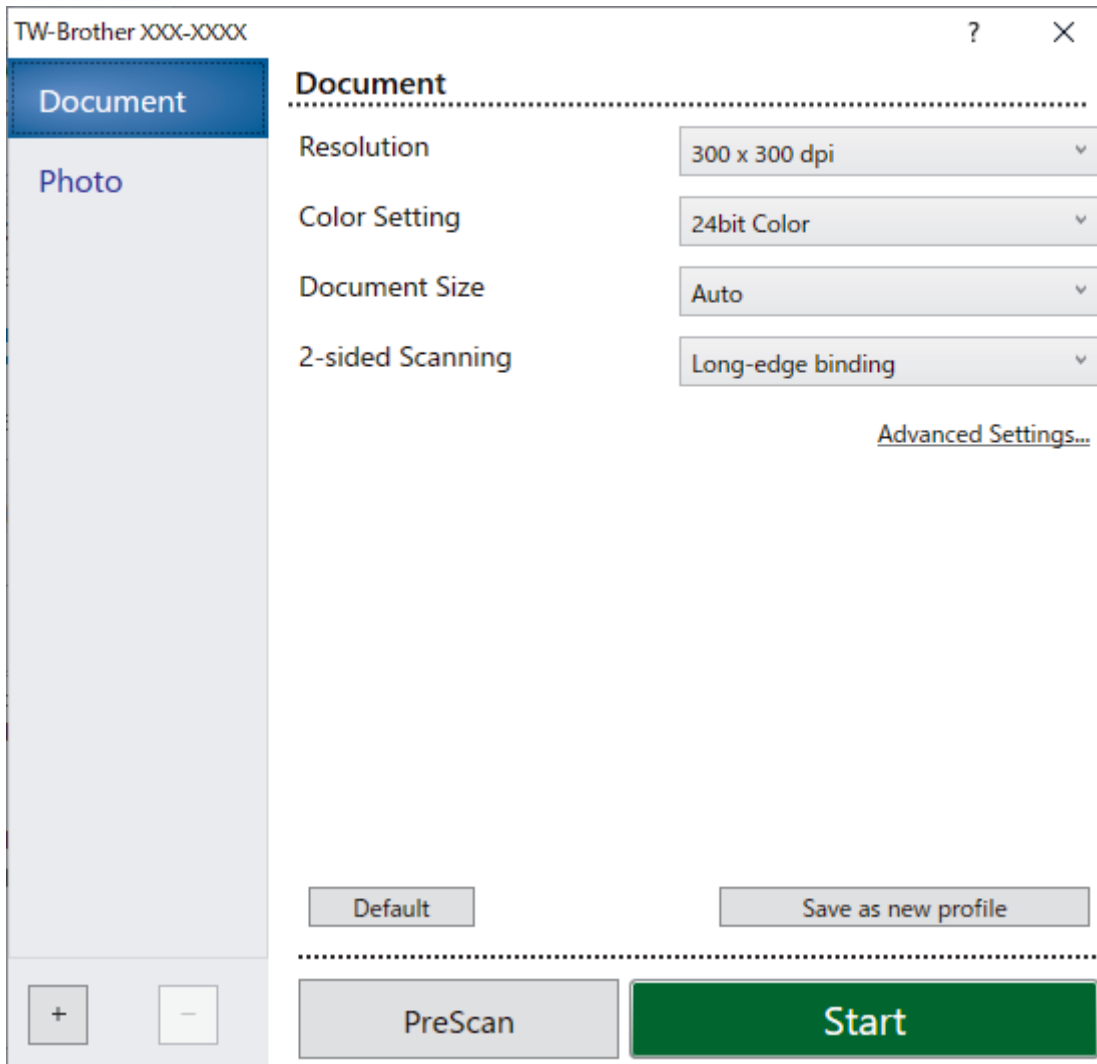 TW-Brother XXX-XXXX
?
Document
Photo
Document
Resolution
300 x 300 dpi
Color Setting
24bit Color
Document Size
Auto
2-sided Scanning
Long-edge binding
Advanced Settings...
Default
Save as new profile
+
−
PreScan
Start